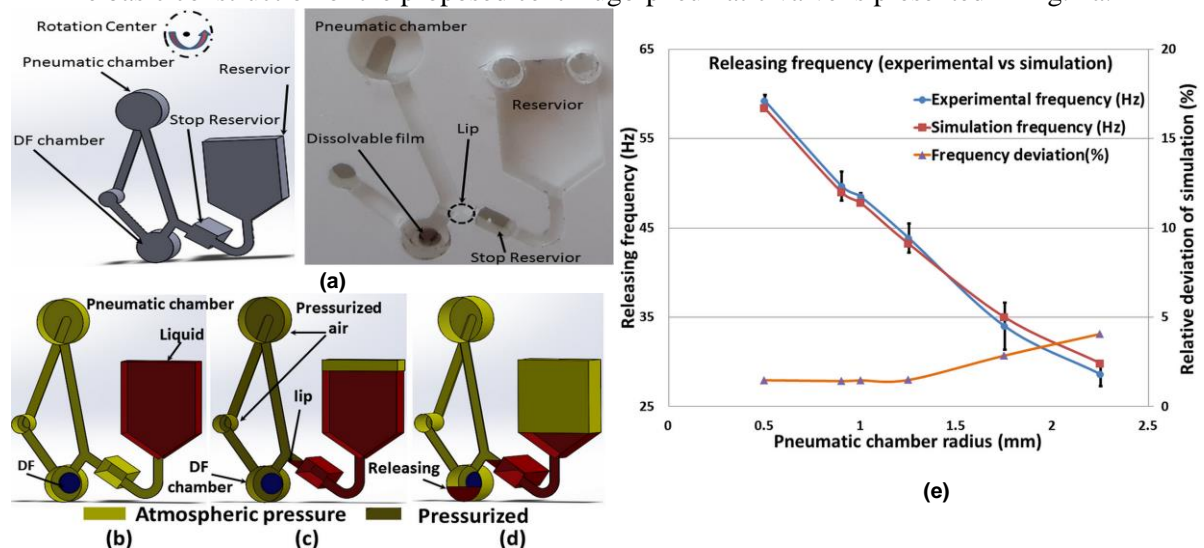 Rotation Center
Pneumatic chamber
Reservior
DF chamber
Stop Reservior
Pneumatic chamber
Reservior
Dissolvable film
Lip
Stop Reservior
(a)
Pneumatic chamber
Liquid
DF
Pressurized
air
lip
DF
chamber
Releasing
Atmospheric pressure
Pressurized
(b)
(c)
(d)
Releasing frequency (experimental vs simulation)
Experimental frequency (Hz)
Simulation frequency (Hz)
Frequency deviation(%)
Releasing frequency (Hz)
65
55
45
35
25
Relative deviation of simulation (%)
20
15
10
5
0
0 0.5 1 1.5 2 2.5
Pneumatic chamber radius (mm)
(e)